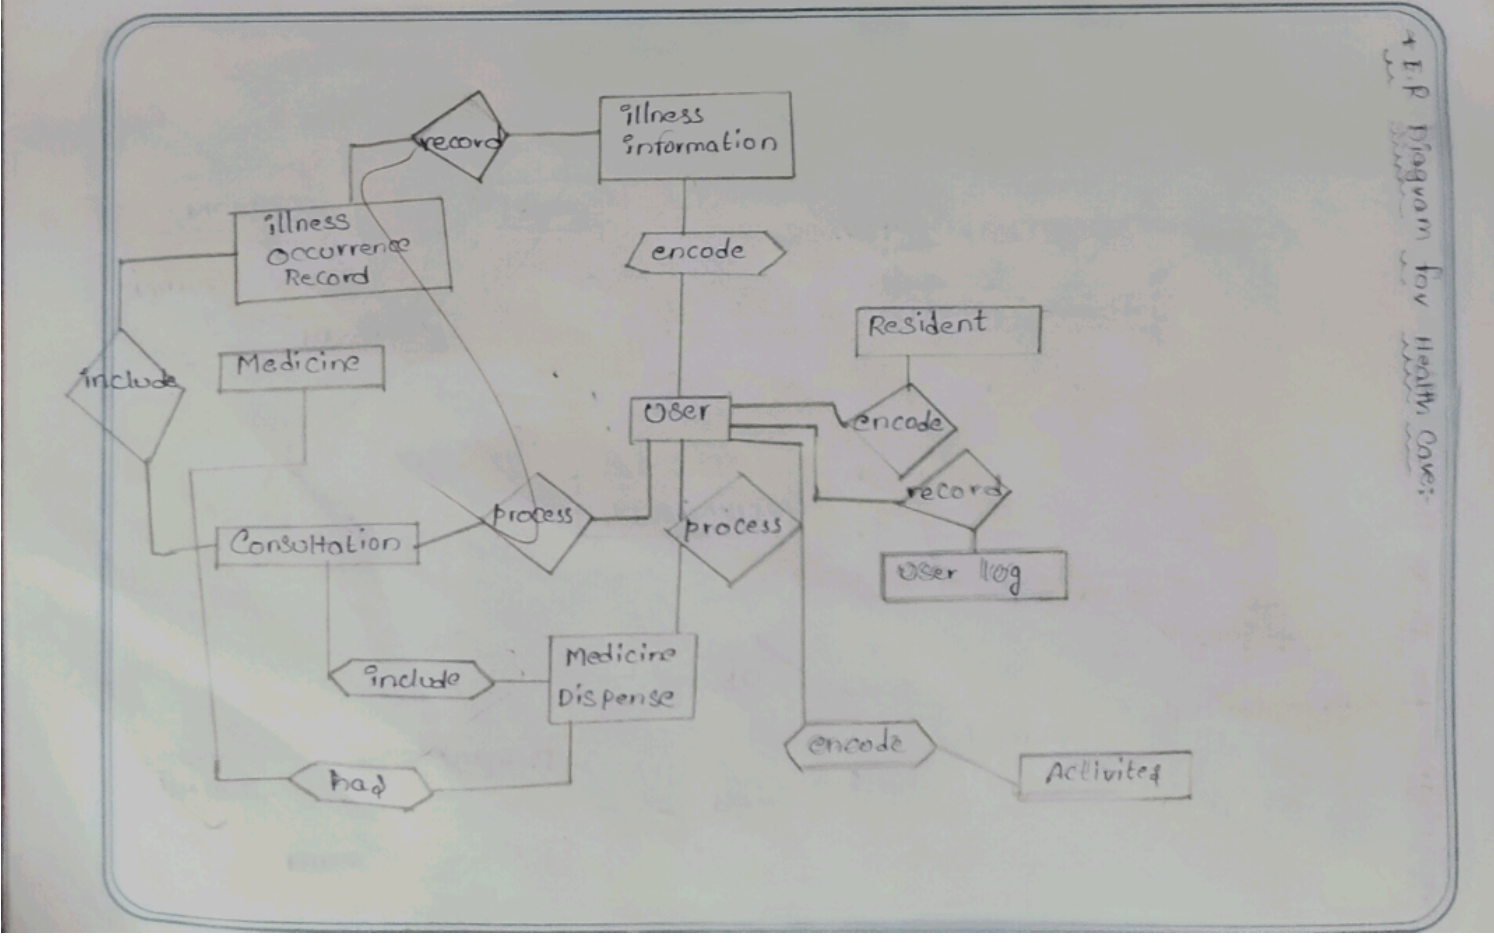 + E.R Diagram for Health Care:-
record
illness
information
illness
Occurrence
Record
encode
Resident
include
Medicine
User
encode
record
process
process
Consultation
User log
Medicine
Dispense
include
encode
Activites
had